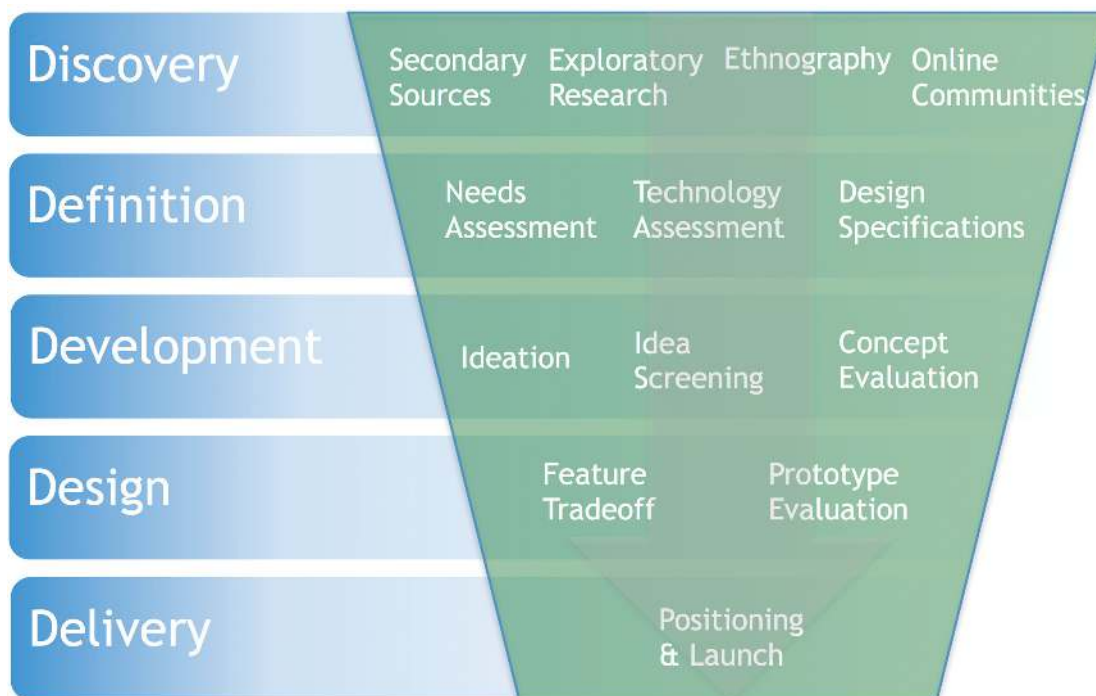 Discovery
Secondary Exploratory Ethnography Online
Sources Research Communities
Definition
Needs Technology Design
Assessment Assessment Specifications
Development
Ideation Idea Concept
Screening Evaluation
Design
Feature Prototype
Tradeoff Evaluation
Delivery
Positioning
& Launch